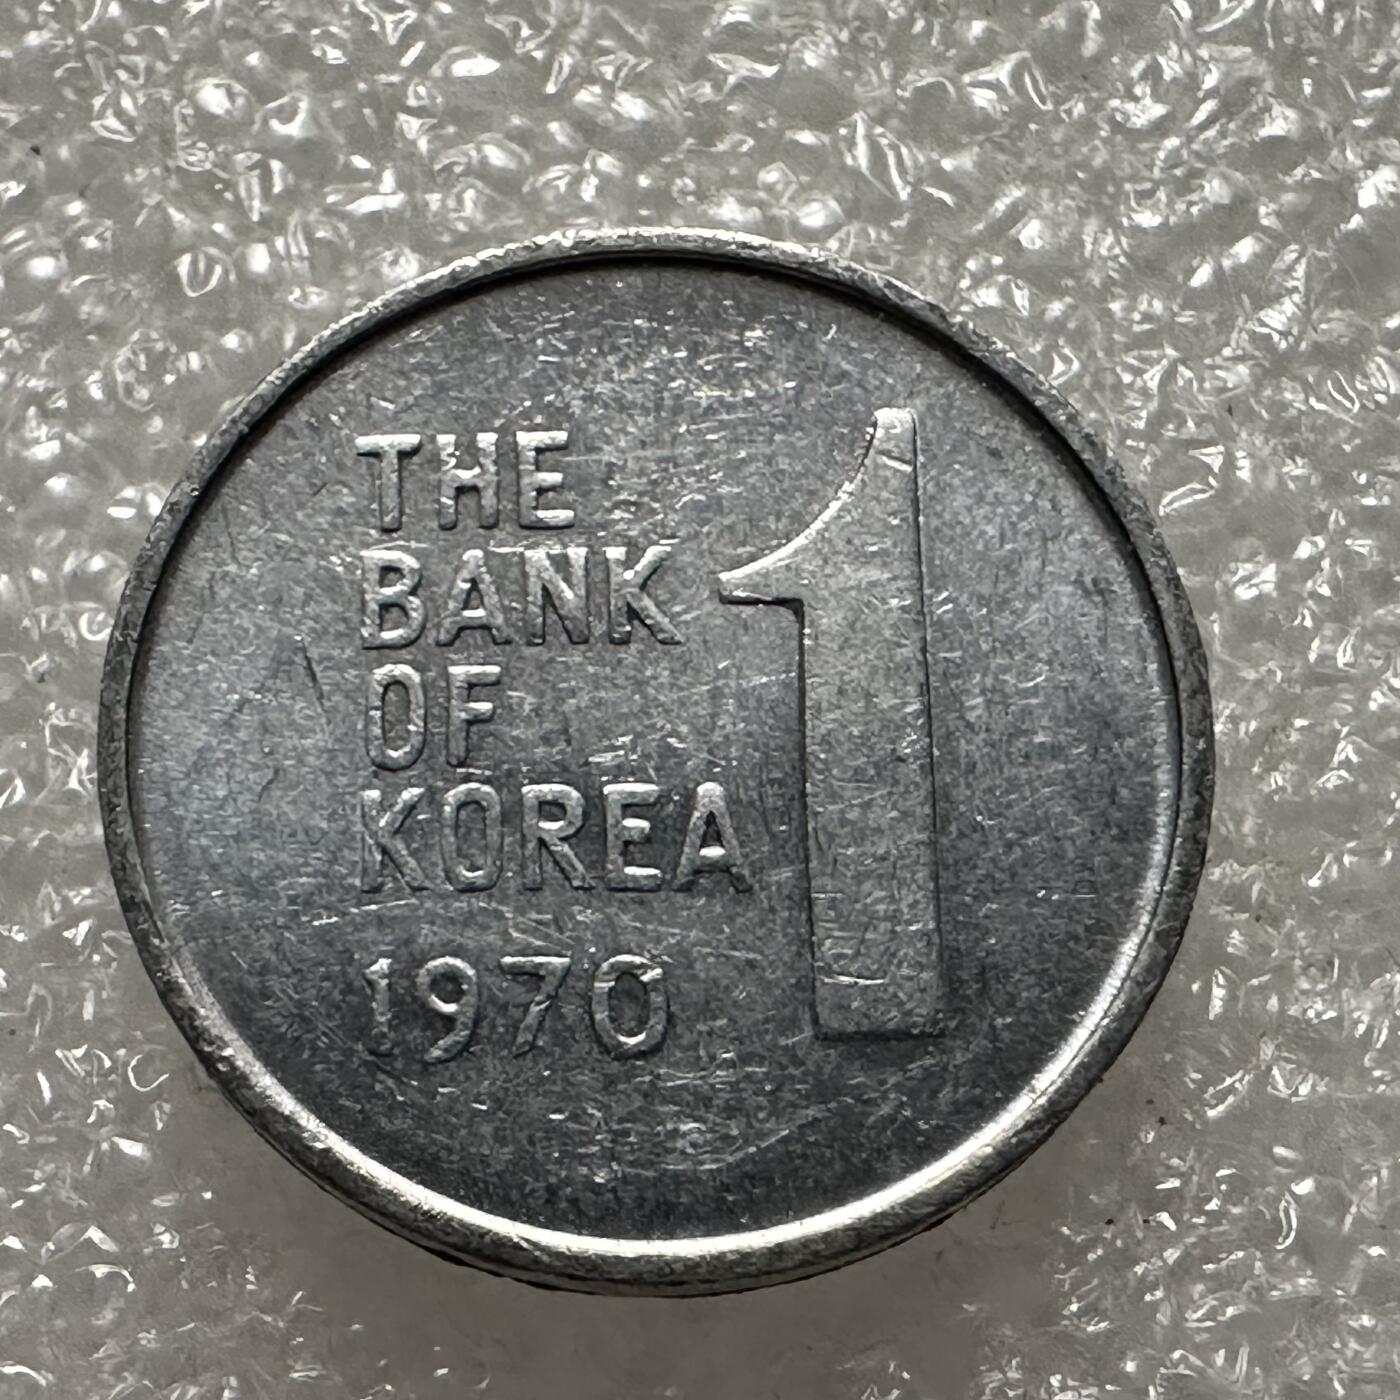 THE
BANK
OF
KOREA
1970
1